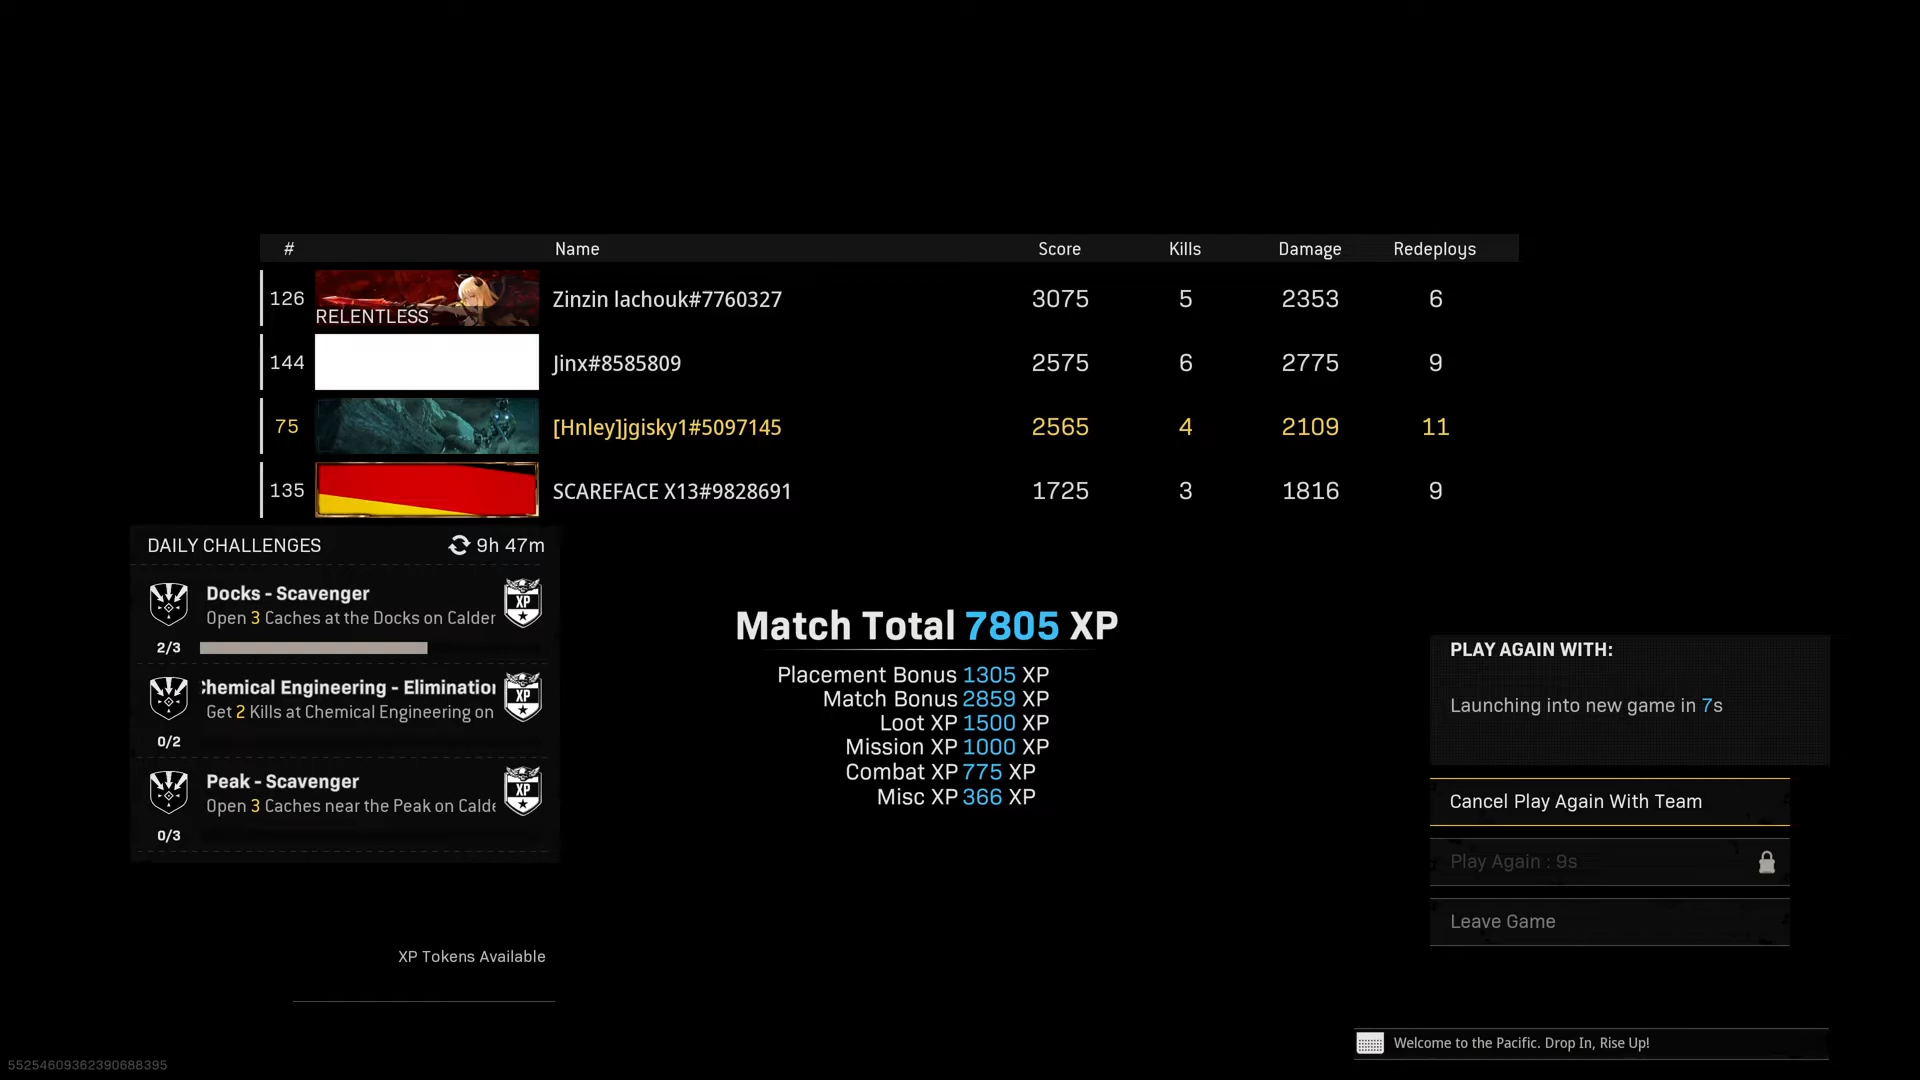 # Name Score Kills Damage Redeploys
126 RELENTLESS Zinzin lachouk#7760327 3075 5 2353 6
144 Jinx#8585809 2575 6 2775 9
75 [Hnley]jgisky1#5097145 2565 4 2109 11
135 SCAREFACE X13#9828691 1725 3 1816 9
DAILY CHALLENGES 9h 47m
Docks - Scavenger
Open 3 Caches at the Docks on Calder
XP
2/3
Chemical Engineering - Elimination
Get 2 Kills at Chemical Engineering on
XP
0/2
Peak - Scavenger
Open 3 Caches near the Peak on Calde
XP
0/3
XP Tokens Available
Match Total 7805 XP
Placement Bonus 1305 XP
Match Bonus 2859 XP
Loot XP 1500 XP
Mission XP 1000 XP
Combat XP 775 XP
Misc XP 366 XP
PLAY AGAIN WITH:
Launching into new game in 7s
Cancel Play Again With Team
Play Again : 9s
Leave Game
Welcome to the Pacific. Drop In, Rise Up!
55254609362390688395